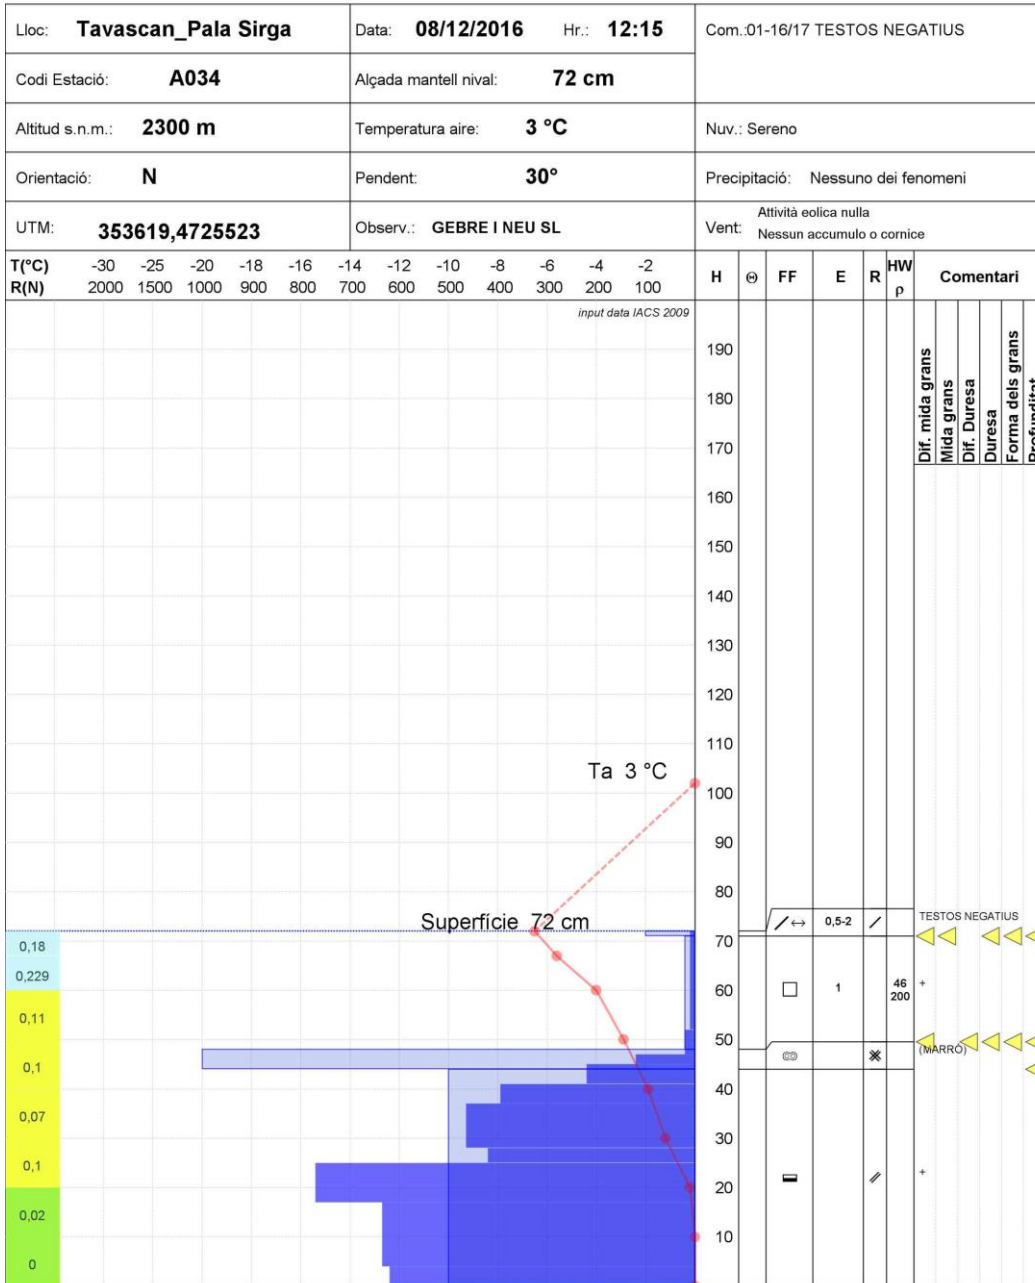 Lloc: Tavascan_Pala Sirga Data: 08/12/2016 Hr.: 12:15 Com.:01-16/17 TESTOS NEGATIUS
Codi Estació: A034 Alçada mantell nival: 72 cm
Altitud s.n.m.: 2300 m Temperatura aire: 3 °C Nuv.: Sereno
Orientació: N Pendent: 30° Precipitació: Nessuno dei fenomeni
UTM: 353619,4725523 Observ.: GEBRE I NEU SL Vent: Attività eolica nulla
Nessun accumulo o cornice
T(°C) -30 -25 -20 -18 -16 -14 -12 -10 -8 -6 -4 -2
R(N) 2000 1500 1000 900 800 700 600 500 400 300 200 100
H Θ FF E R HW ρ Comentari
input data IACS 2009
Dif. mida grans
Mida grans
Dif. Duresa
Duresa
Forma dels grans
Profunditat
190
180
170
160
150
140
130
120
110
Ta 3 °C
100
90
80
Superfície 72 cm
0,5-2
TESTOS NEGATIUS
0,18 70
0,229 60 1 46 +
200
0,11
50
(MARRÓ)
0,1
40
0,07
30
0,1
20 +
0,02
10
0